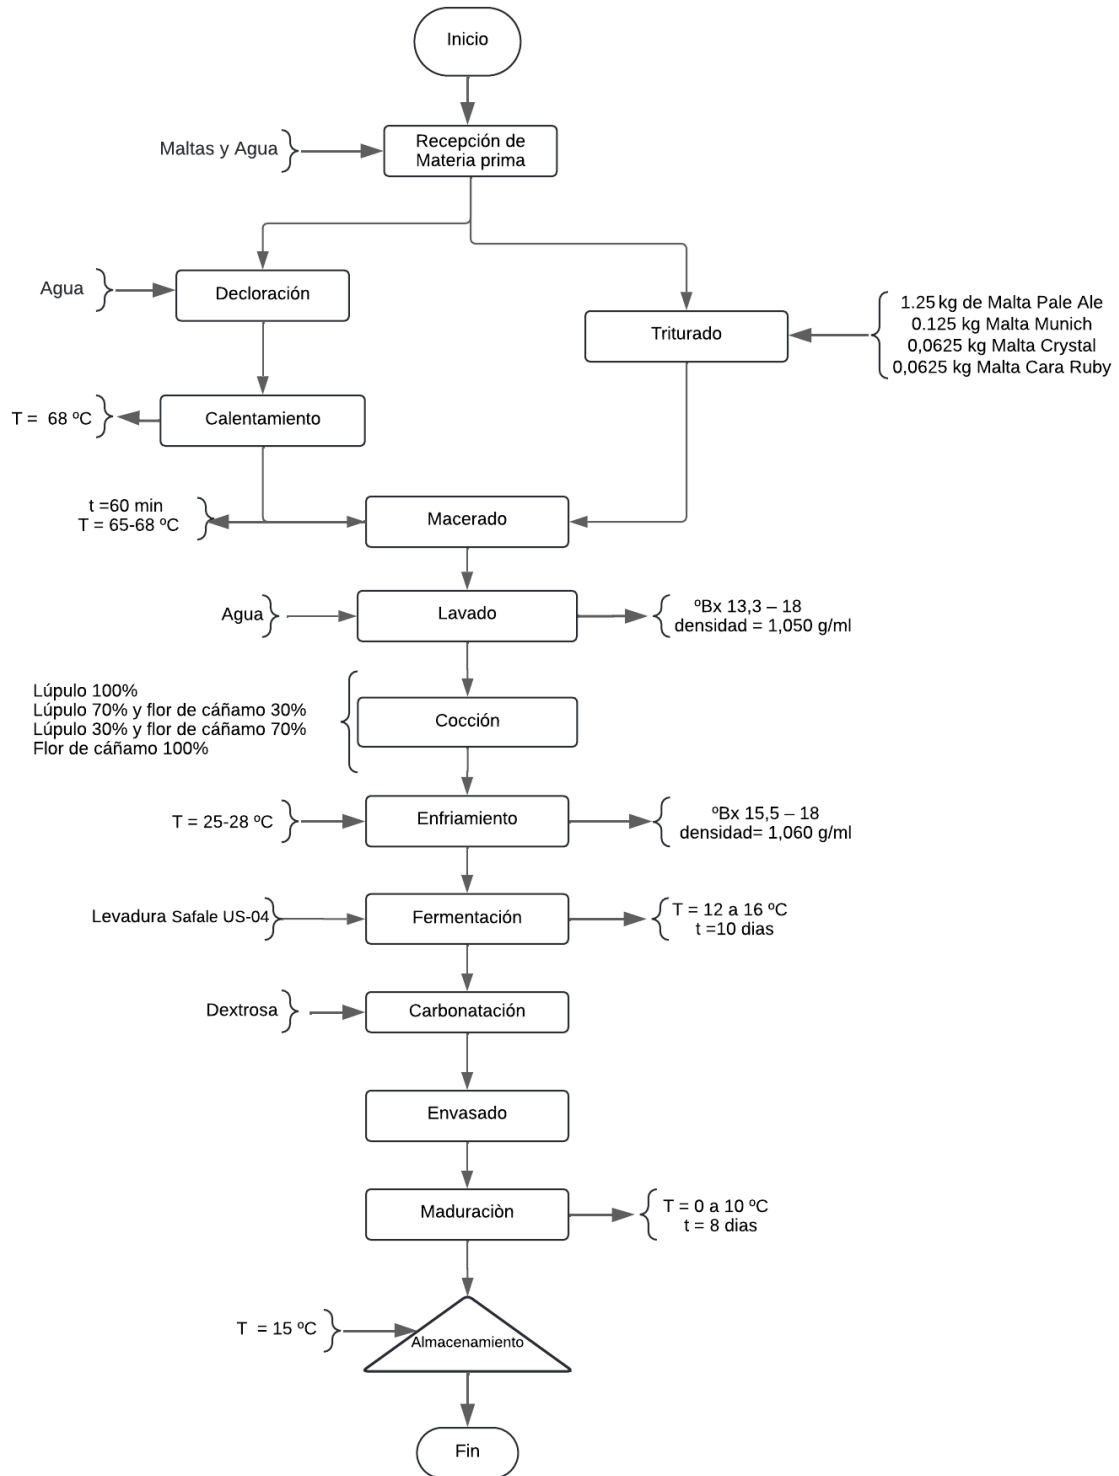 Inicio
Maltas y Agua
Recepción de
Materia prima
Agua
Decloración
Triturado
1.25 kg de Malta Pale Ale
0.125 kg Malta Munich
0,0625 kg Malta Crystal
0,0625 kg Malta Cara Ruby
T = 68 ºC
Calentamiento
t =60 min
T = 65-68 ºC
Macerado
Agua
Lavado
ºBx 13,3 – 18
densidad = 1,050 g/ml
Lúpulo 100%
Lúpulo 70% y flor de cáñamo 30%
Lúpulo 30% y flor de cáñamo 70%
Flor de cáñamo 100%
Cocción
T = 25-28 ºC
Enfriamiento
ºBx 15,5 – 18
densidad= 1,060 g/ml
Levadura Safale US-04
Fermentación
T = 12 a 16 ºC
t =10 dias
Dextrosa
Carbonatación
Envasado
Maduraciòn
T = 0 a 10 ºC
t = 8 dias
T = 15 ºC
Almacenamiento
Fin